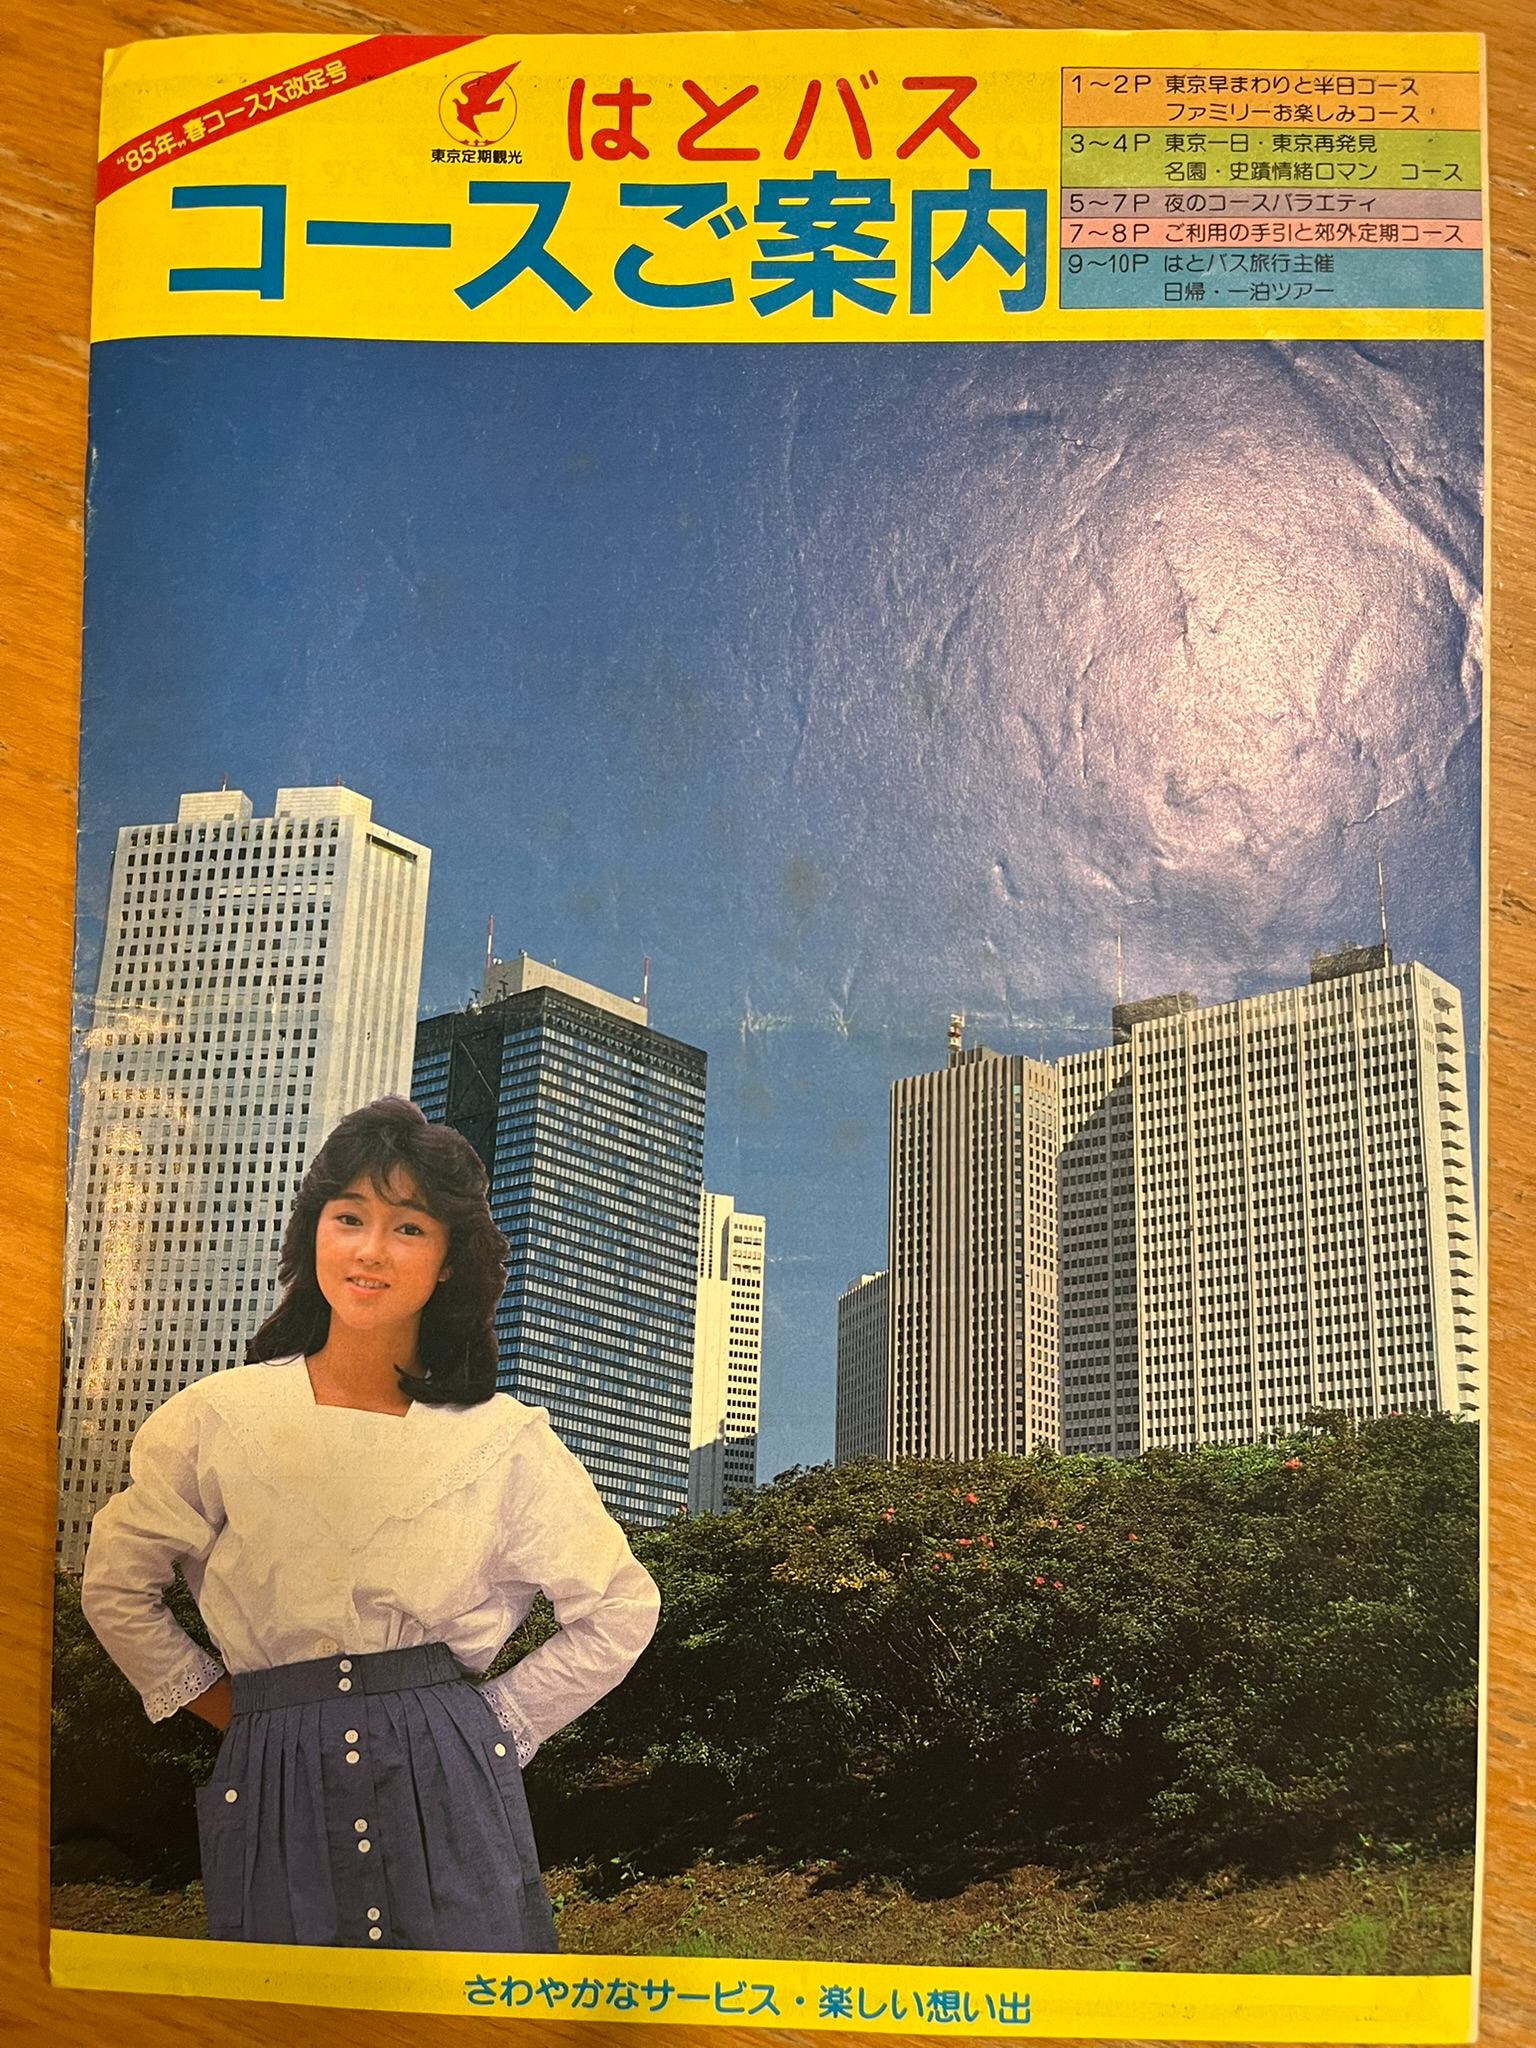 "85年"春コース大改定号
東京定期観光
はとバス
コースご案内
1〜2P 東京早まわりと半日コース
ファミリーお楽しみコース
3〜4P 東京一日・東京再発見
名園・史蹟情緒ロマン コース
5〜7P 夜のコースバラエティ
7〜8P ご利用の手引と郊外定期コース
9〜10P はとバス旅行主催
日帰・一泊ツアー
さわやかなサービス・楽しい想い出